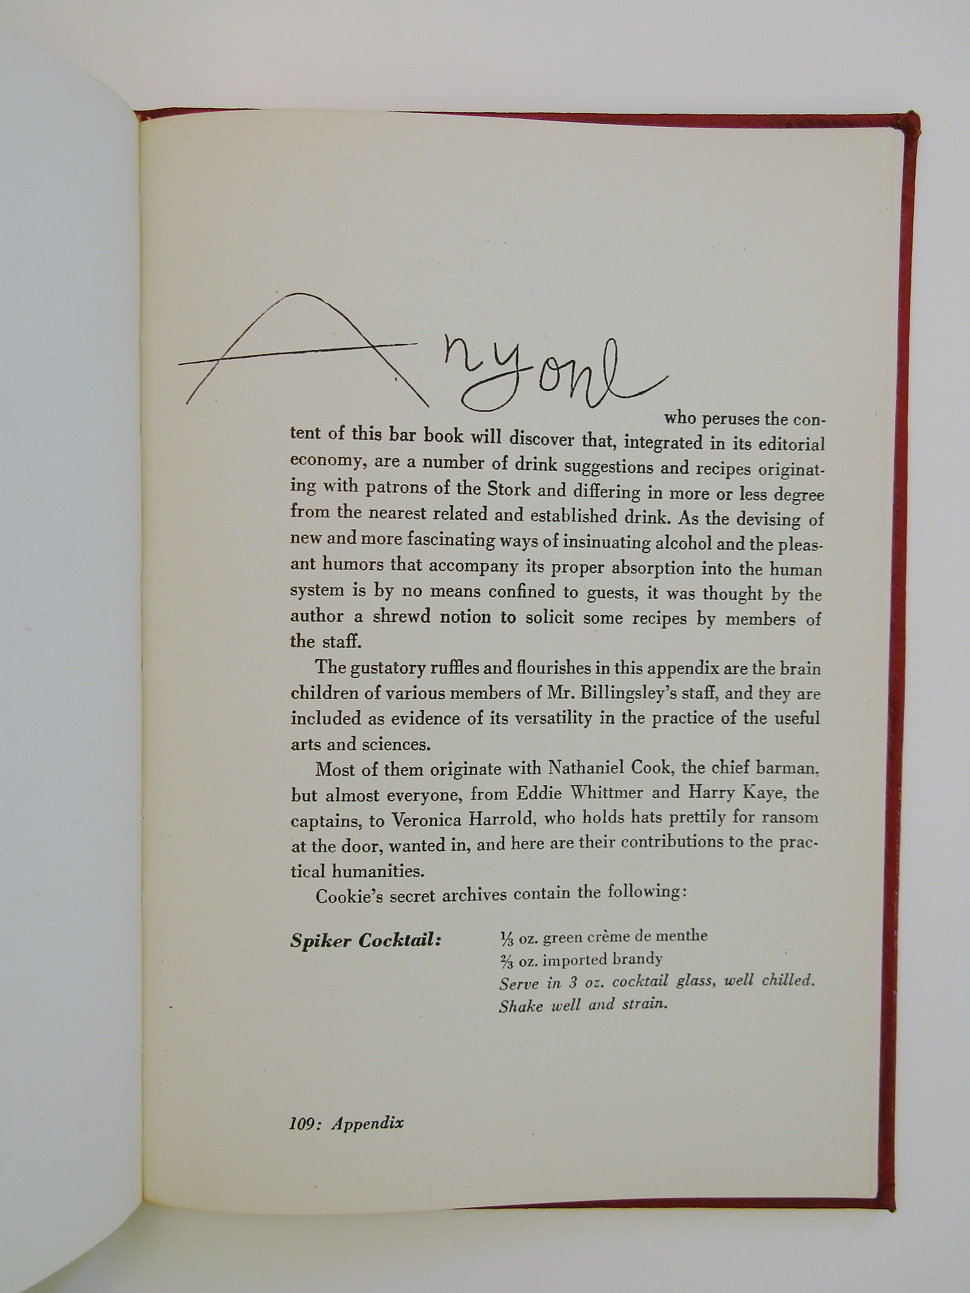 Anyone who peruses the con-
tent of this bar book will discover that, integrated in its editorial
economy, are a number of drink suggestions and recipes originat-
ing with patrons of the Stork and differing in more or less degree
from the nearest related and established drink. As the devising of
new and more fascinating ways of insinuating alcohol and the pleas-
ant humors that accompany its proper absorption into the human
system is by no means confined to guests, it was thought by the
author a shrewd notion to solicit some recipes by members of
the staff.
The gustatory ruffles and flourishes in this appendix are the brain
children of various members of Mr. Billingsley's staff, and they are
included as evidence of its versatility in the practice of the useful
arts and sciences.
Most of them originate with Nathaniel Cook, the chief barman,
but almost everyone, from Eddie Whittmer and Harry Kaye, the
captains, to Veronica Harrold, who holds hats prettily for ransom
at the door, wanted in, and here are their contributions to the prac-
tical humanities.
Cookie's secret archives contain the following:
Spiker Cocktail: ⅓ oz. green crème de menthe
⅔ oz. imported brandy
Serve in 3 oz. cocktail glass, well chilled.
Shake well and strain.
109: Appendix